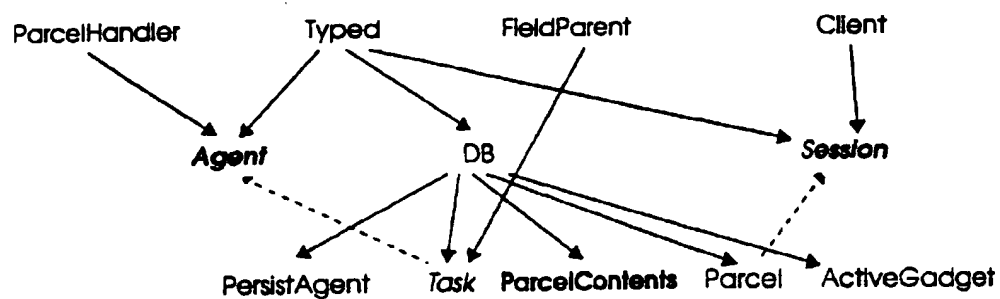 ParcelHandler Typed FieldParent Client
Agent DB Session
PersistAgent Task ParcelContents Parcel ActiveGadget